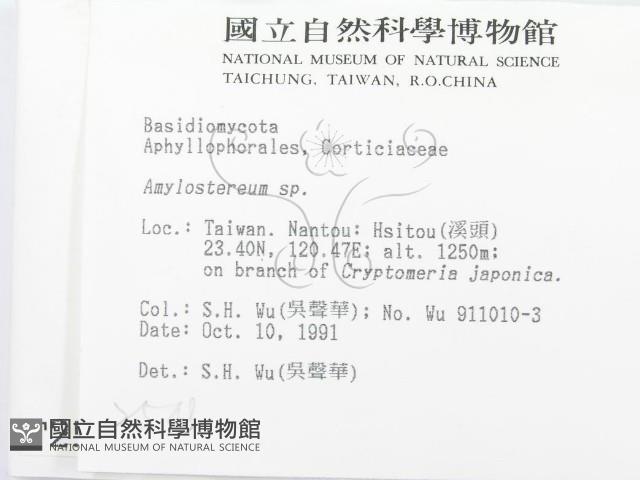 國立自然科學博物館
NATIONAL MUSEUM OF NATURAL SCIENCE
TAICHUNG, TAIWAN, R.O.CHINA
Basidiomycota
Aphyllophorales, Corticiaceae
Amylostereum sp.
Loc.: Taiwan. Nantou: Hsitou(溪頭)
23.40N, 120.47E; alt. 1250m;
on branch of Cryptomeria japonica.
Col.: S.H. Wu(吳聲華); No. Wu 911010-3
Date: Oct. 10, 1991
Det.: S.H. Wu(吳聲華)
國立自然科學博物館
NATIONAL MUSEUM OF NATURAL SCIENCE